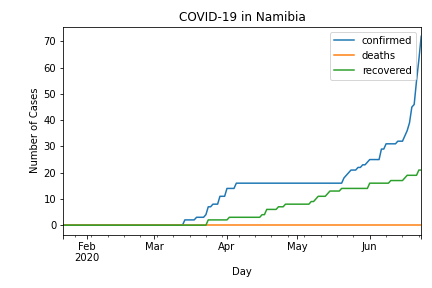 COVID-19 in Namibia
confirmed
deaths
recovered
Number of Cases
70
60
50
40
30
20
10
0
Feb
2020
Mar
Apr
May
Jun
Day